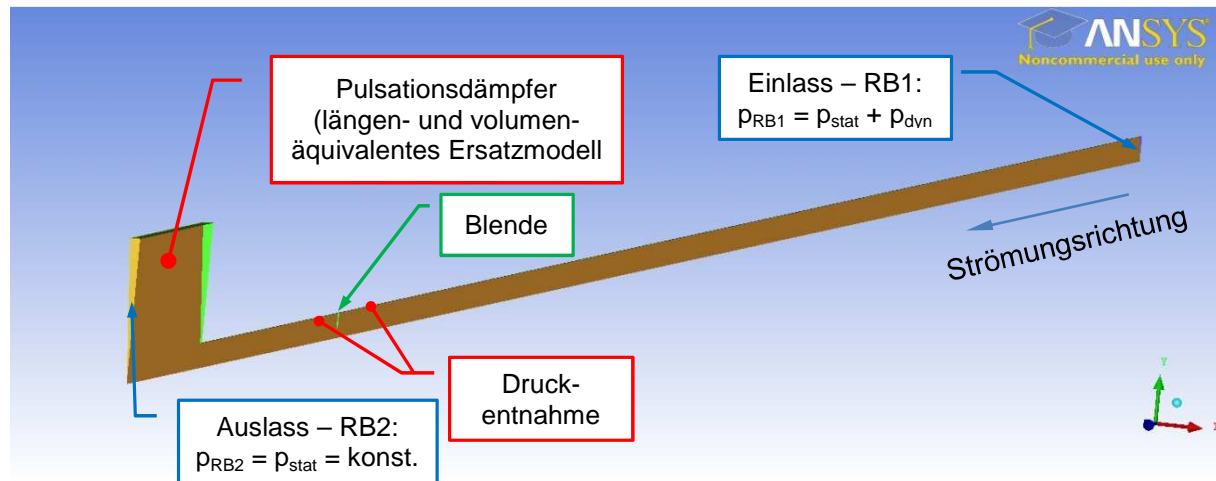 ANSYS
Noncommercial use only
Pulsationsdämpfer
(längen- und volumen-
äquivalentes Ersatzmodell
Einlass – RB1:
pRB1 = pstat + pdyn
Blende
Strömungsrichtung
Druck-
entnahme
Auslass – RB2:
pRB2 = pstat = konst.
Y
X